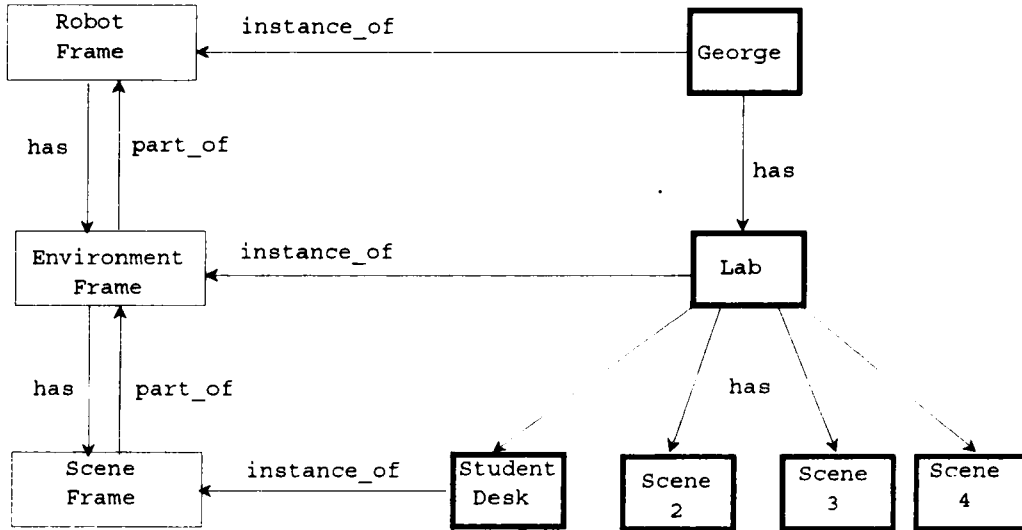 Robot
Frame
instance_of
George
has
part_of
has
Environment
Frame
instance_of
Lab
has
part_of
has
Scene
Frame
instance_of
Student
Desk
Scene
2
Scene
3
Scene
4